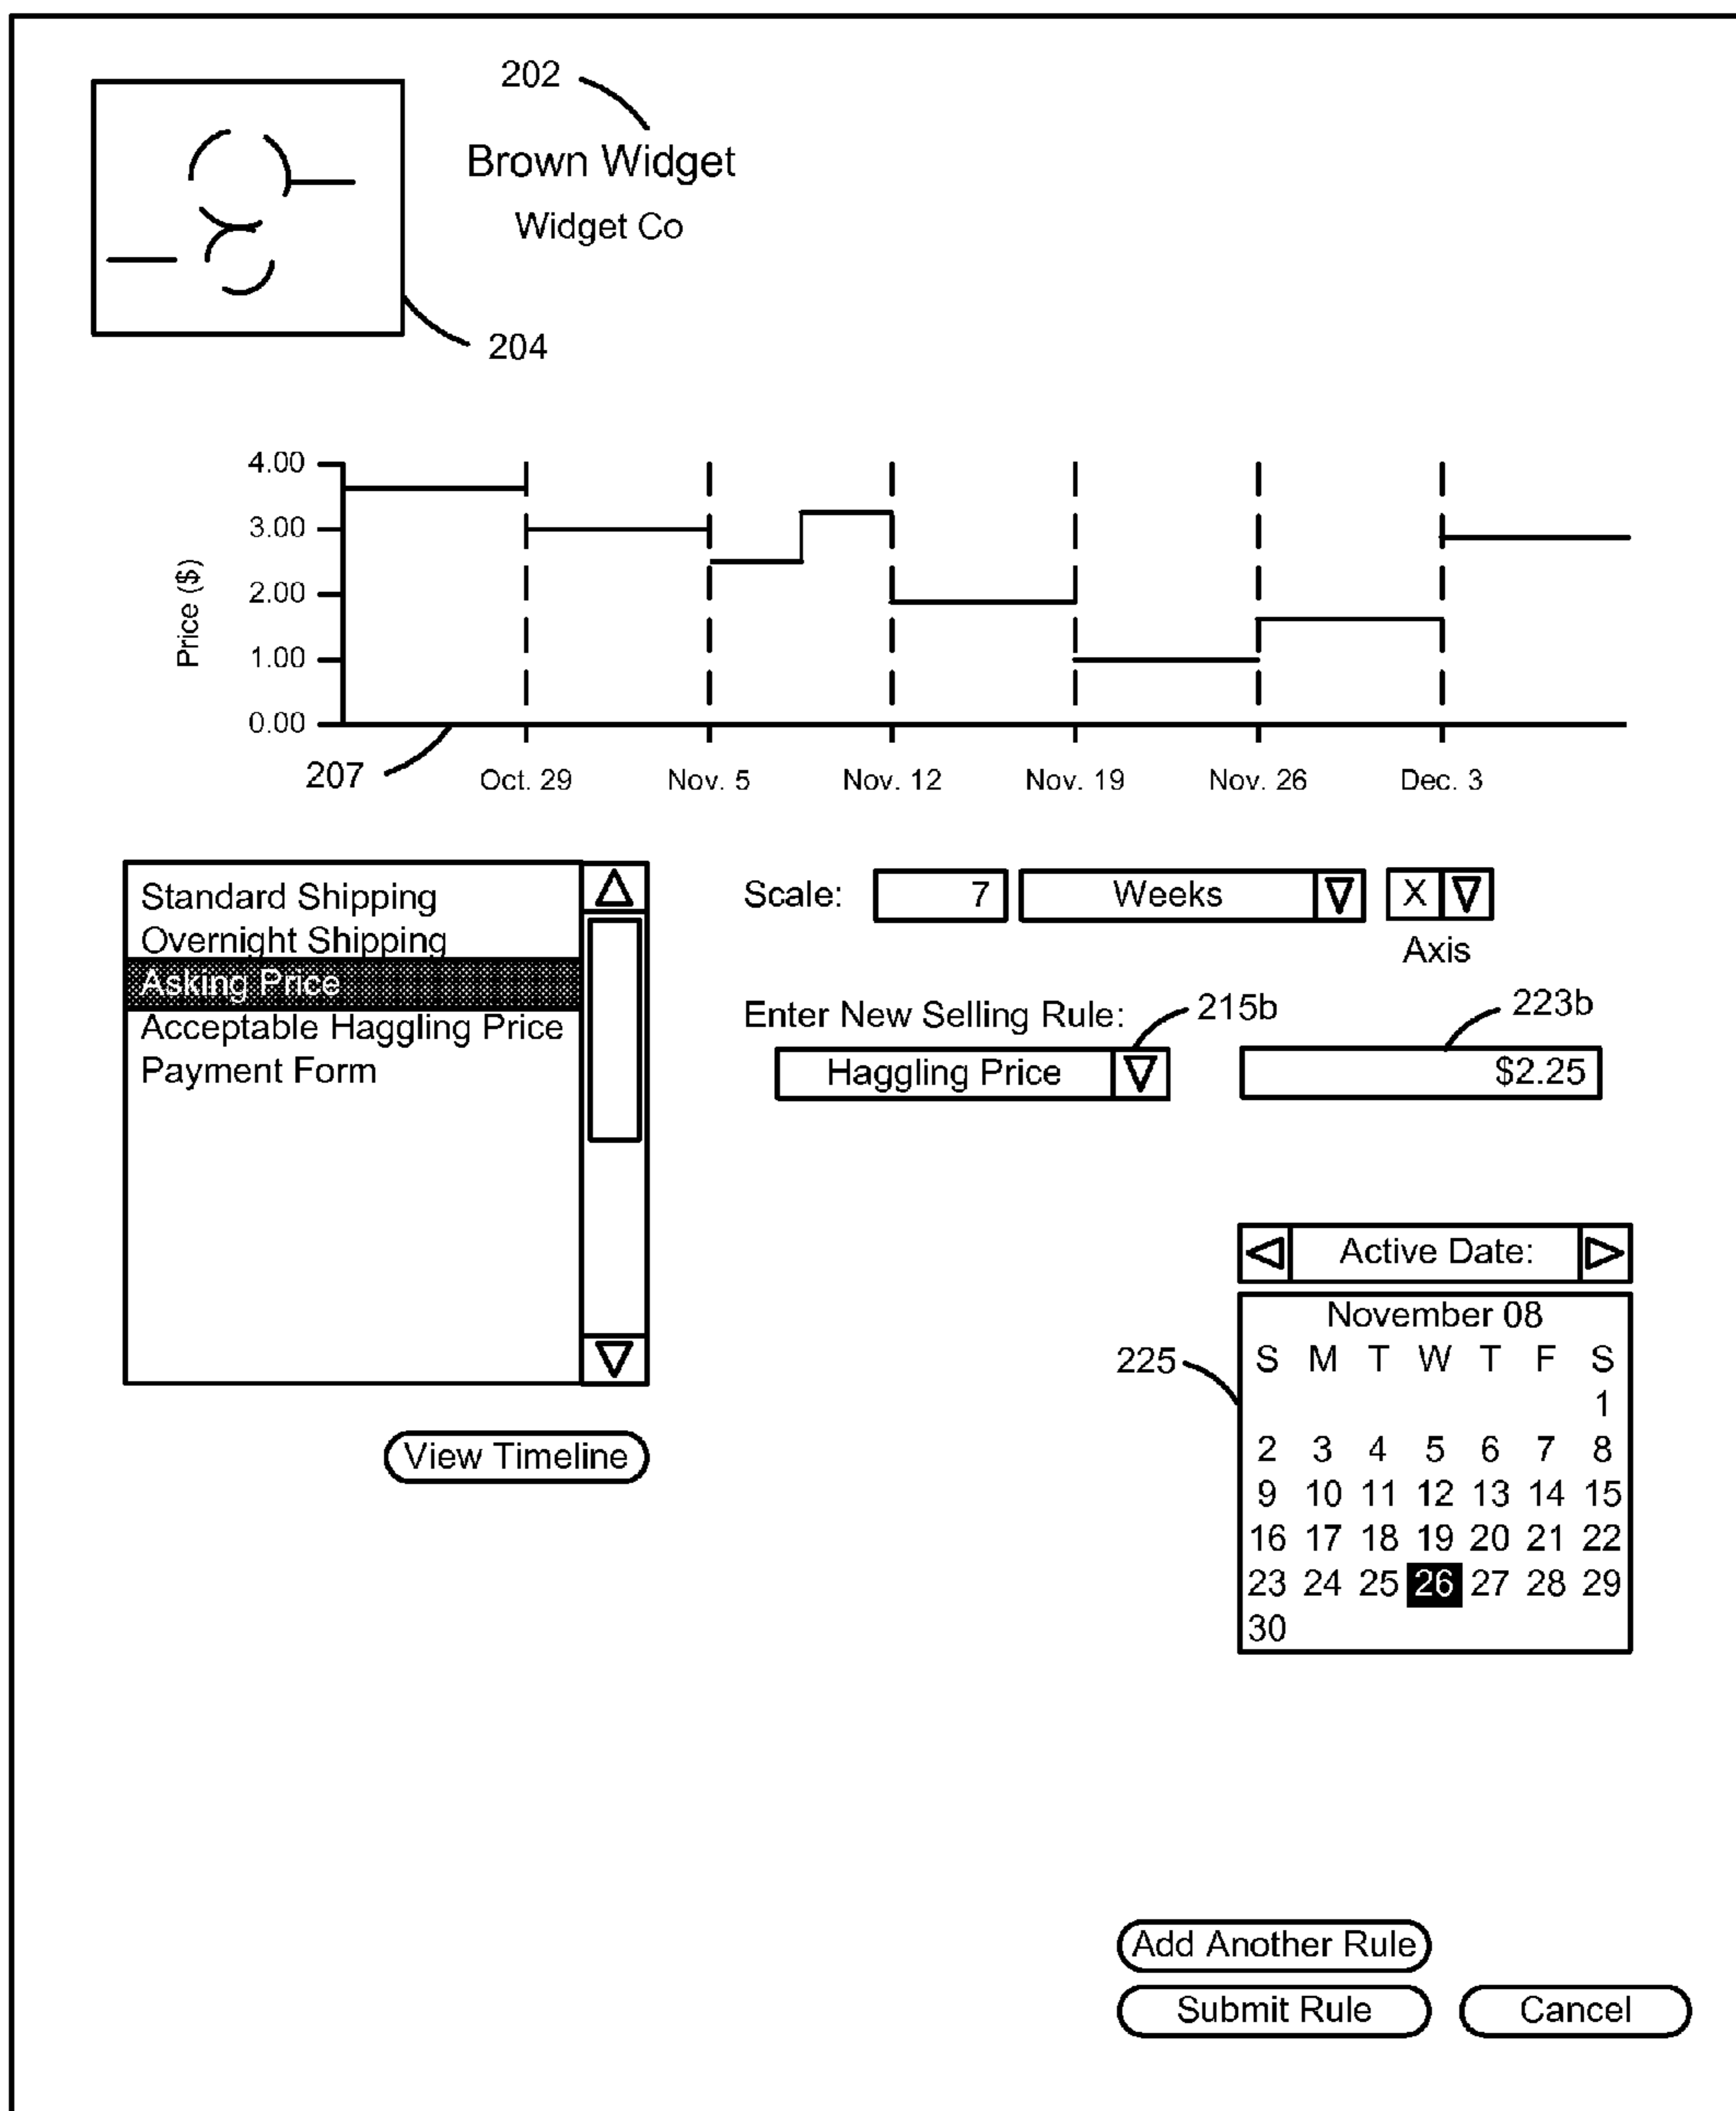 202
Brown Widget
Widget Co
204
4.00
3.00
2.00
1.00
0.00
Price ($)
207
Oct. 29 Nov. 5 Nov. 12 Nov. 19 Nov. 26 Dec. 3
Standard Shipping
Overnight Shipping
Asking Price
Acceptable Haggling Price
Payment Form
View Timeline
Scale: 7 Weeks X
Axis
Enter New Selling Rule: 215b 223b
Haggling Price $2.25
Active Date:
November 08
225
S M T W T F S
1
2 3 4 5 6 7 8
9 10 11 12 13 14 15
16 17 18 19 20 21 22
23 24 25 26 27 28 29
30
Add Another Rule
Submit Rule Cancel